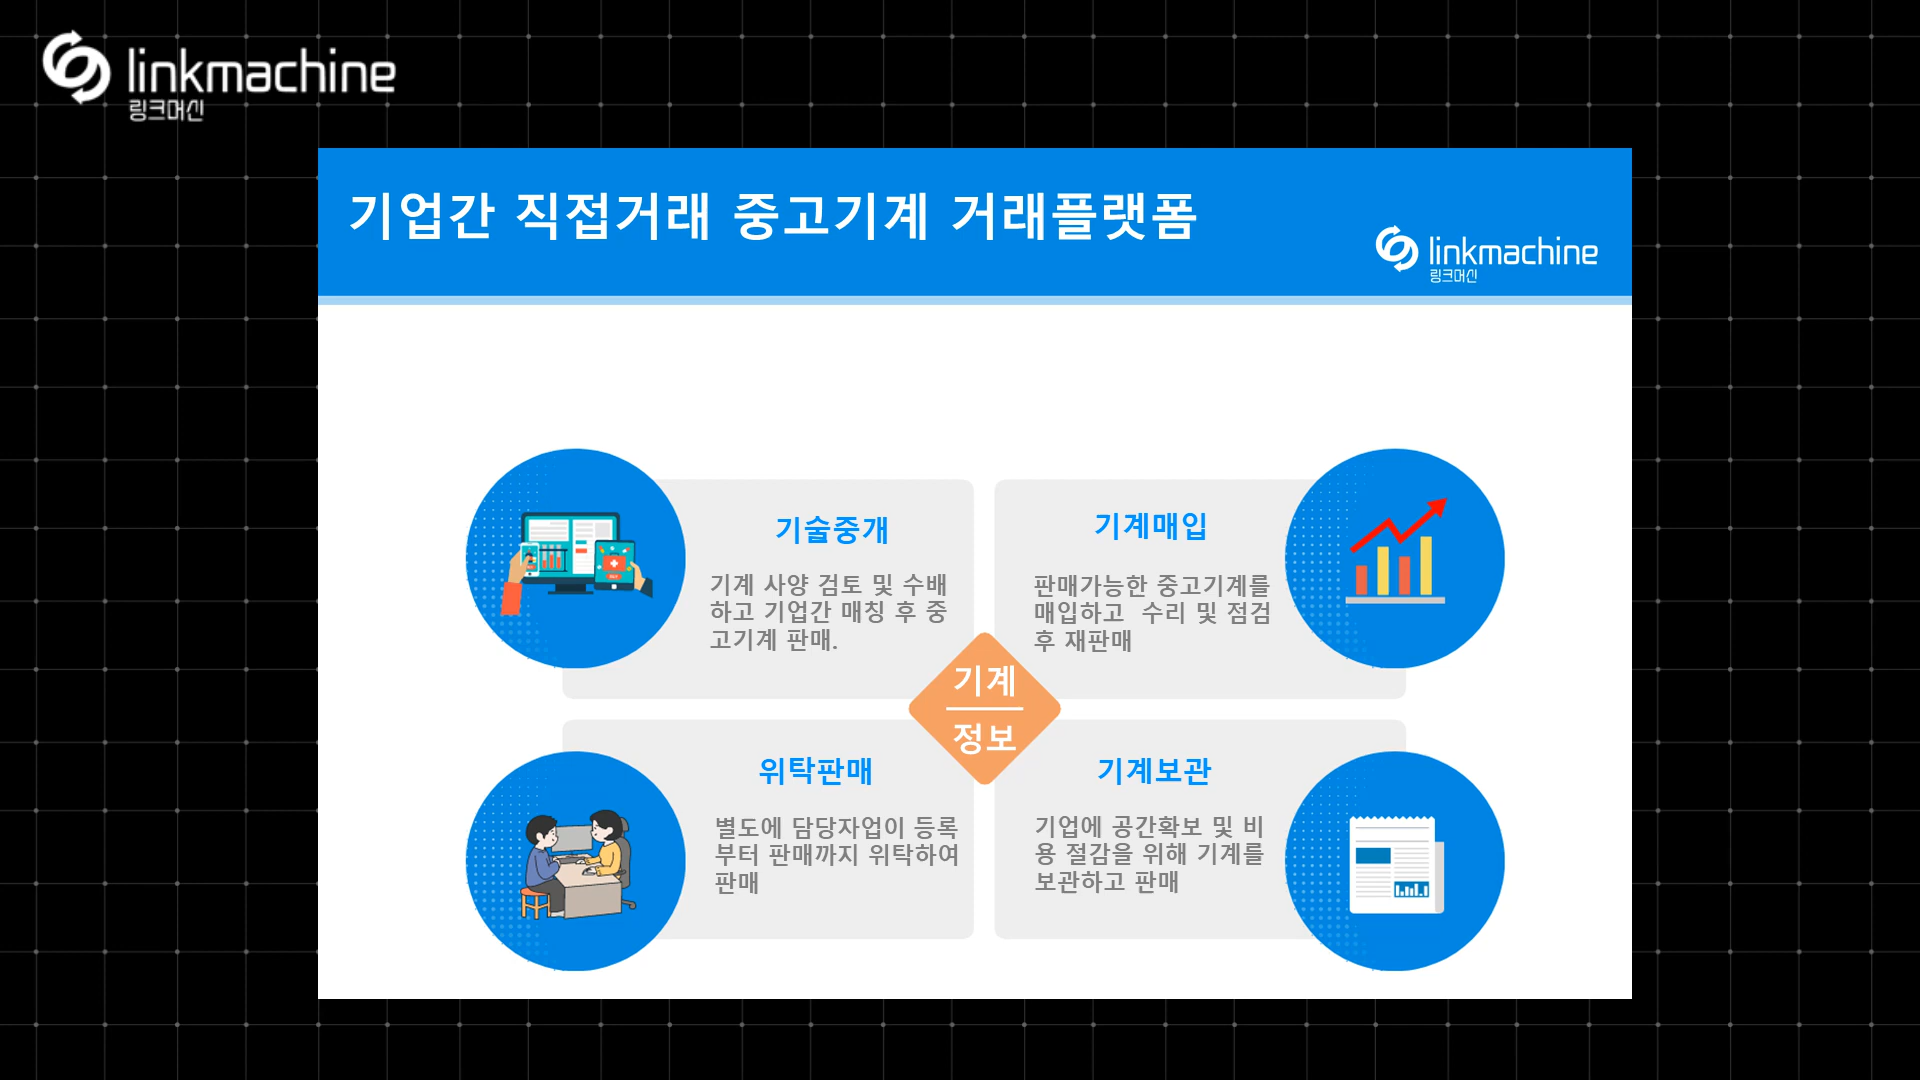 linkmachine
링크머신
기업간 직접거래 중고기계 거래플랫폼
linkmachine
링크머신
기술중개
기계 사양 검토 및 수배
하고 기업간 매칭 후 중
고기계 판매.
기계매입
판매가능한 중고기계를
매입하고 수리 및 점검
후 재판매
기계
정보
위탁판매
별도에 담당자업이 등록
부터 판매까지 위탁하여
판매
기계보관
기업에 공간확보 및 비
용 절감을 위해 기계를
보관하고 판매